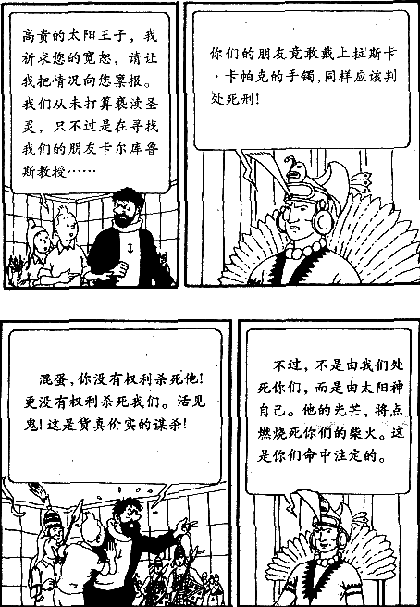 高贵的太阳王子，我
祈求您的宽恕，请让
我把情况向您禀报。
我们从未打算亵渎圣
灵，只不过是在寻找
我们的朋友卡尔库鲁
斯教授……
你们的朋友竟敢戴上拉斯卡
·卡帕克的手镯，同样应该判
处死刑！
混蛋，你没有权利杀死他！
更没有权利杀死我们。活见
鬼！这是货真价实的谋杀！
不过，不是由我们处
死你们，而是由太阳神
自己。他的光芒，将点
燃烧死你们的柴火。这
是你们命中注定的。